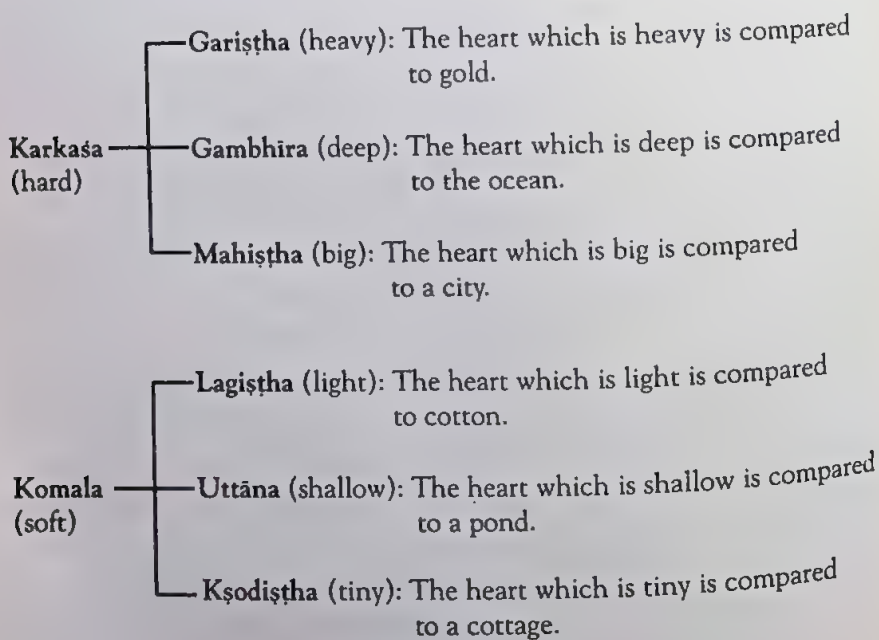 Gariṣṭha (heavy): The heart which is heavy is compared
to gold.
Karkaśa
(hard)
Gambhīra (deep): The heart which is deep is compared
to the ocean.
Mahiṣṭha (big): The heart which is big is compared
to a city.
Komala
(soft)
Lagiṣṭha (light): The heart which is light is compared
to cotton.
Uttāna (shallow): The heart which is shallow is compared
to a pond.
Kṣodiṣṭha (tiny): The heart which is tiny is compared
to a cottage.